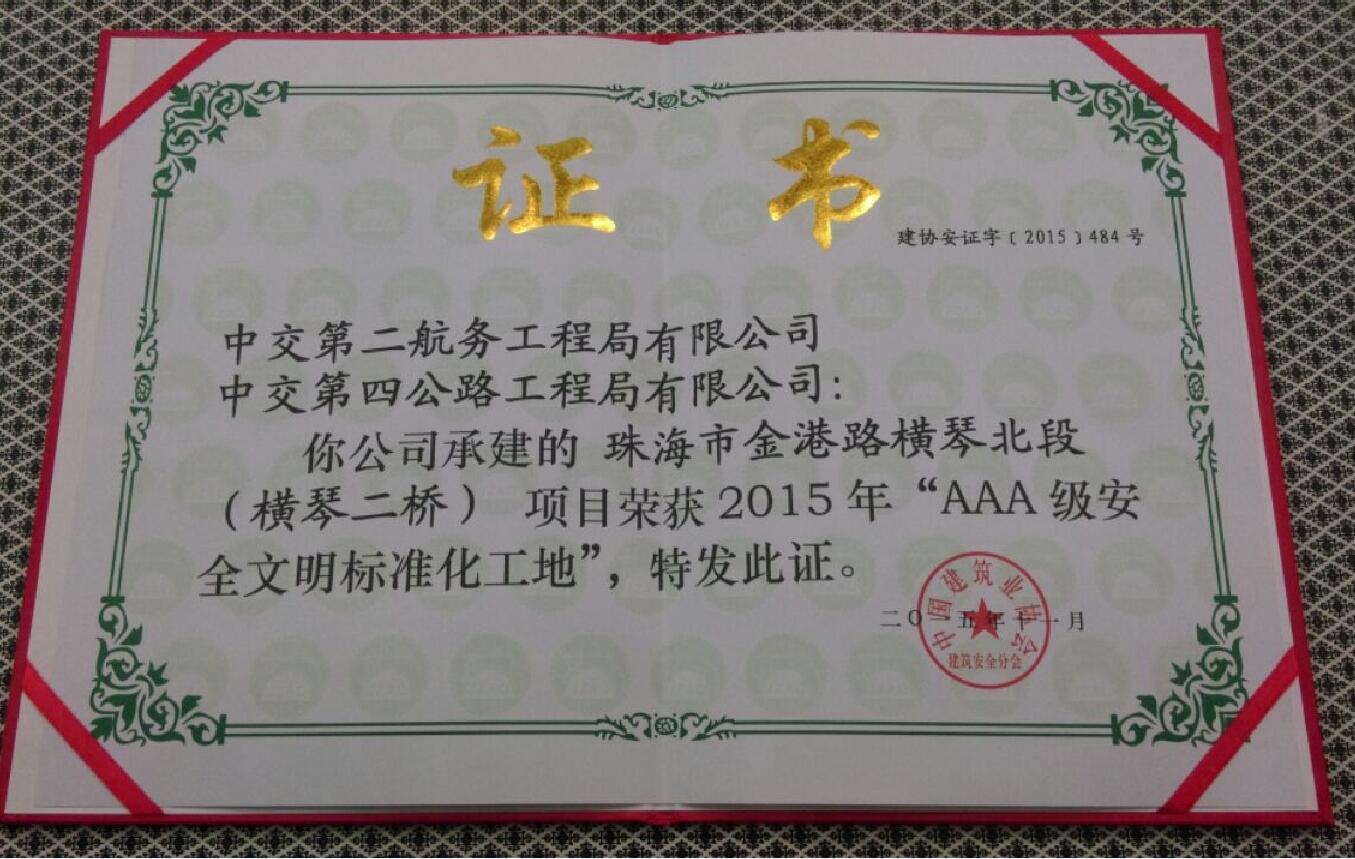 证 书
建协安证字〔2015〕484号
中交第二航务工程局有限公司
中交第四公路工程局有限公司:
你公司承建的 珠海市金港路横琴北段
(横琴二桥) 项目荣获2015年“AAA级安
全文明标准化工地”,特发此证。
二〇一五年十一月
中国建筑业协会
建筑安全分会